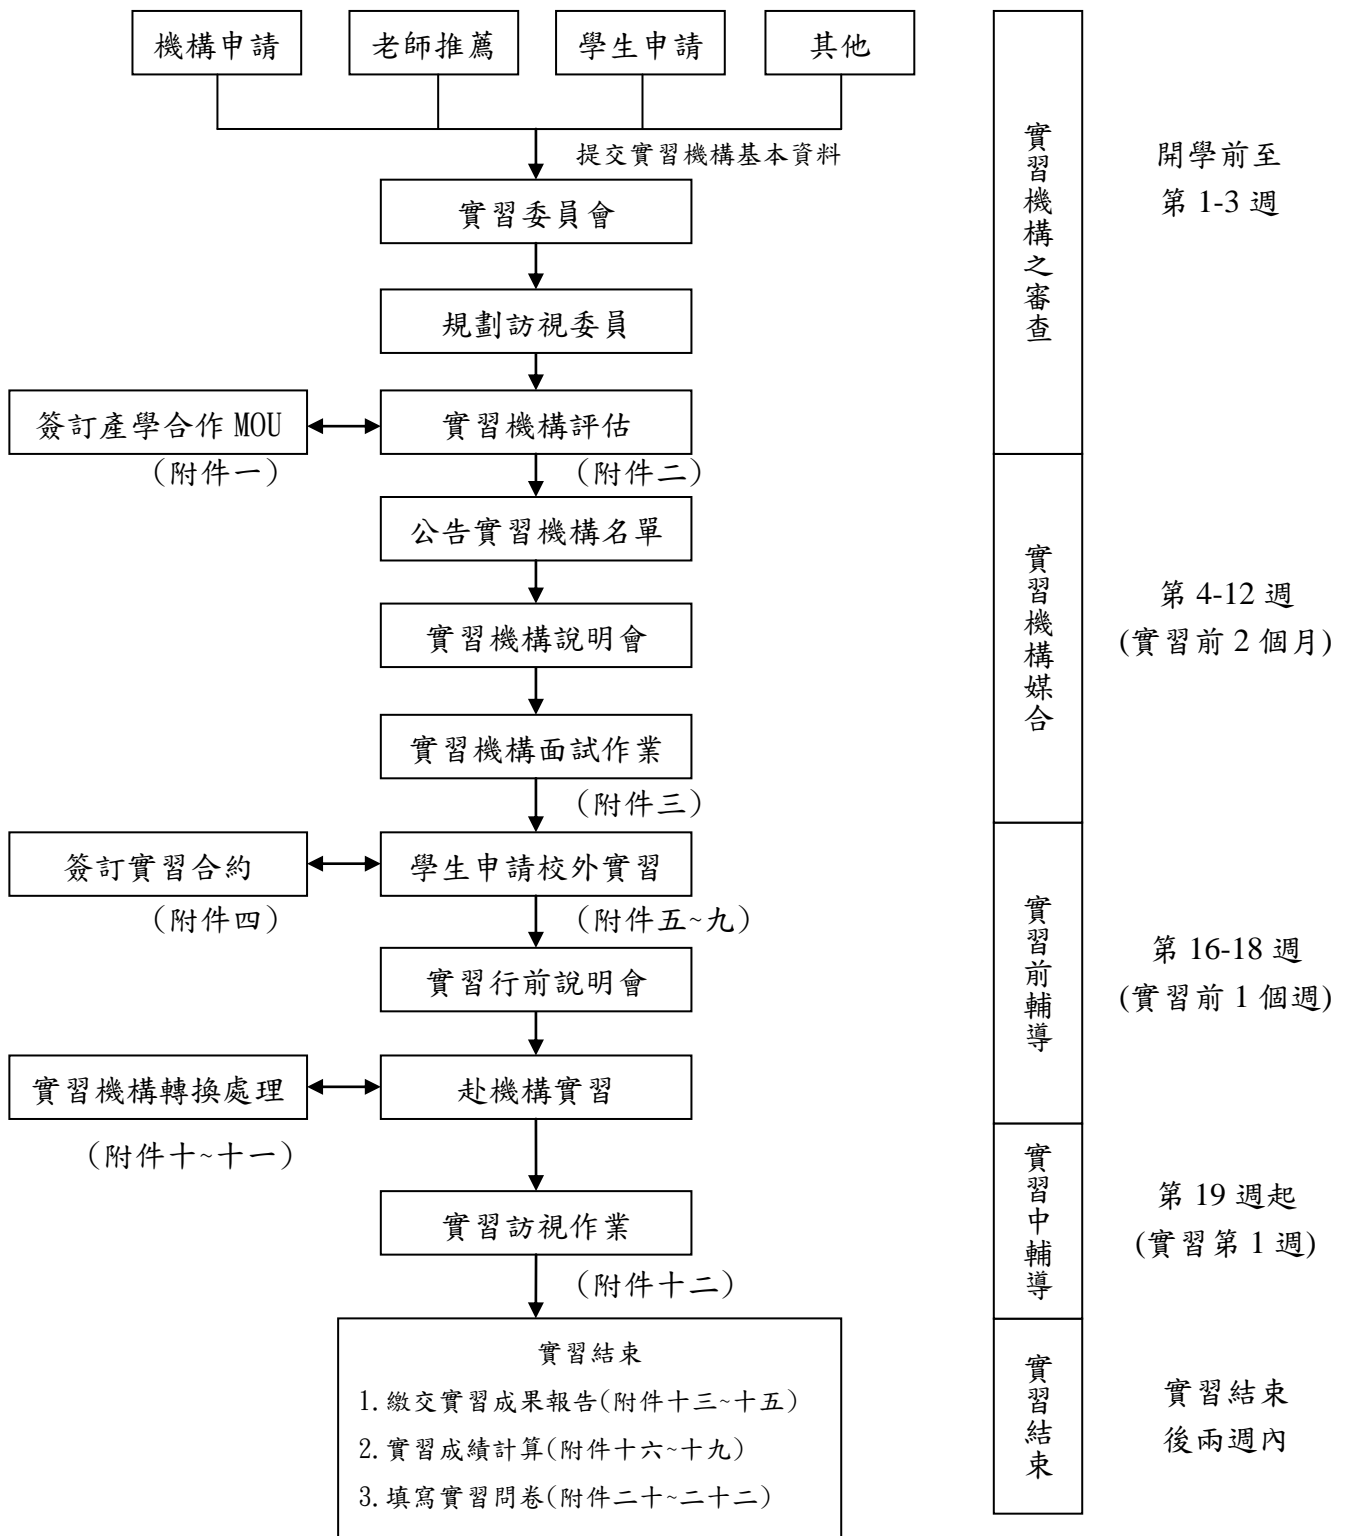 機構申請
老師推薦
學生申請
其他
提交實習機構基本資料
實習委員會
規劃訪視委員
簽訂產學合作 MOU
(附件一)
實習機構評估
(附件二)
公告實習機構名單
實習機構說明會
實習機構面試作業
(附件三)
簽訂實習合約
(附件四)
學生申請校外實習
(附件五~九)
實習行前說明會
實習機構轉換處理
(附件十~十一)
赴機構實習
實習訪視作業
(附件十二)
實習結束
1.繳交實習成果報告(附件十三~十五)
2.實習成績計算(附件十六~十九)
3.填寫實習問卷(附件二十~二十二)
實習機構之審查
開學前至
第 1-3 週
實習機構媒合
第 4-12 週
(實習前 2 個月)
實習前輔導
第 16-18 週
(實習前 1 個週)
實習中輔導
第 19 週起
(實習第 1 週)
實習結束
實習結束
後兩週內